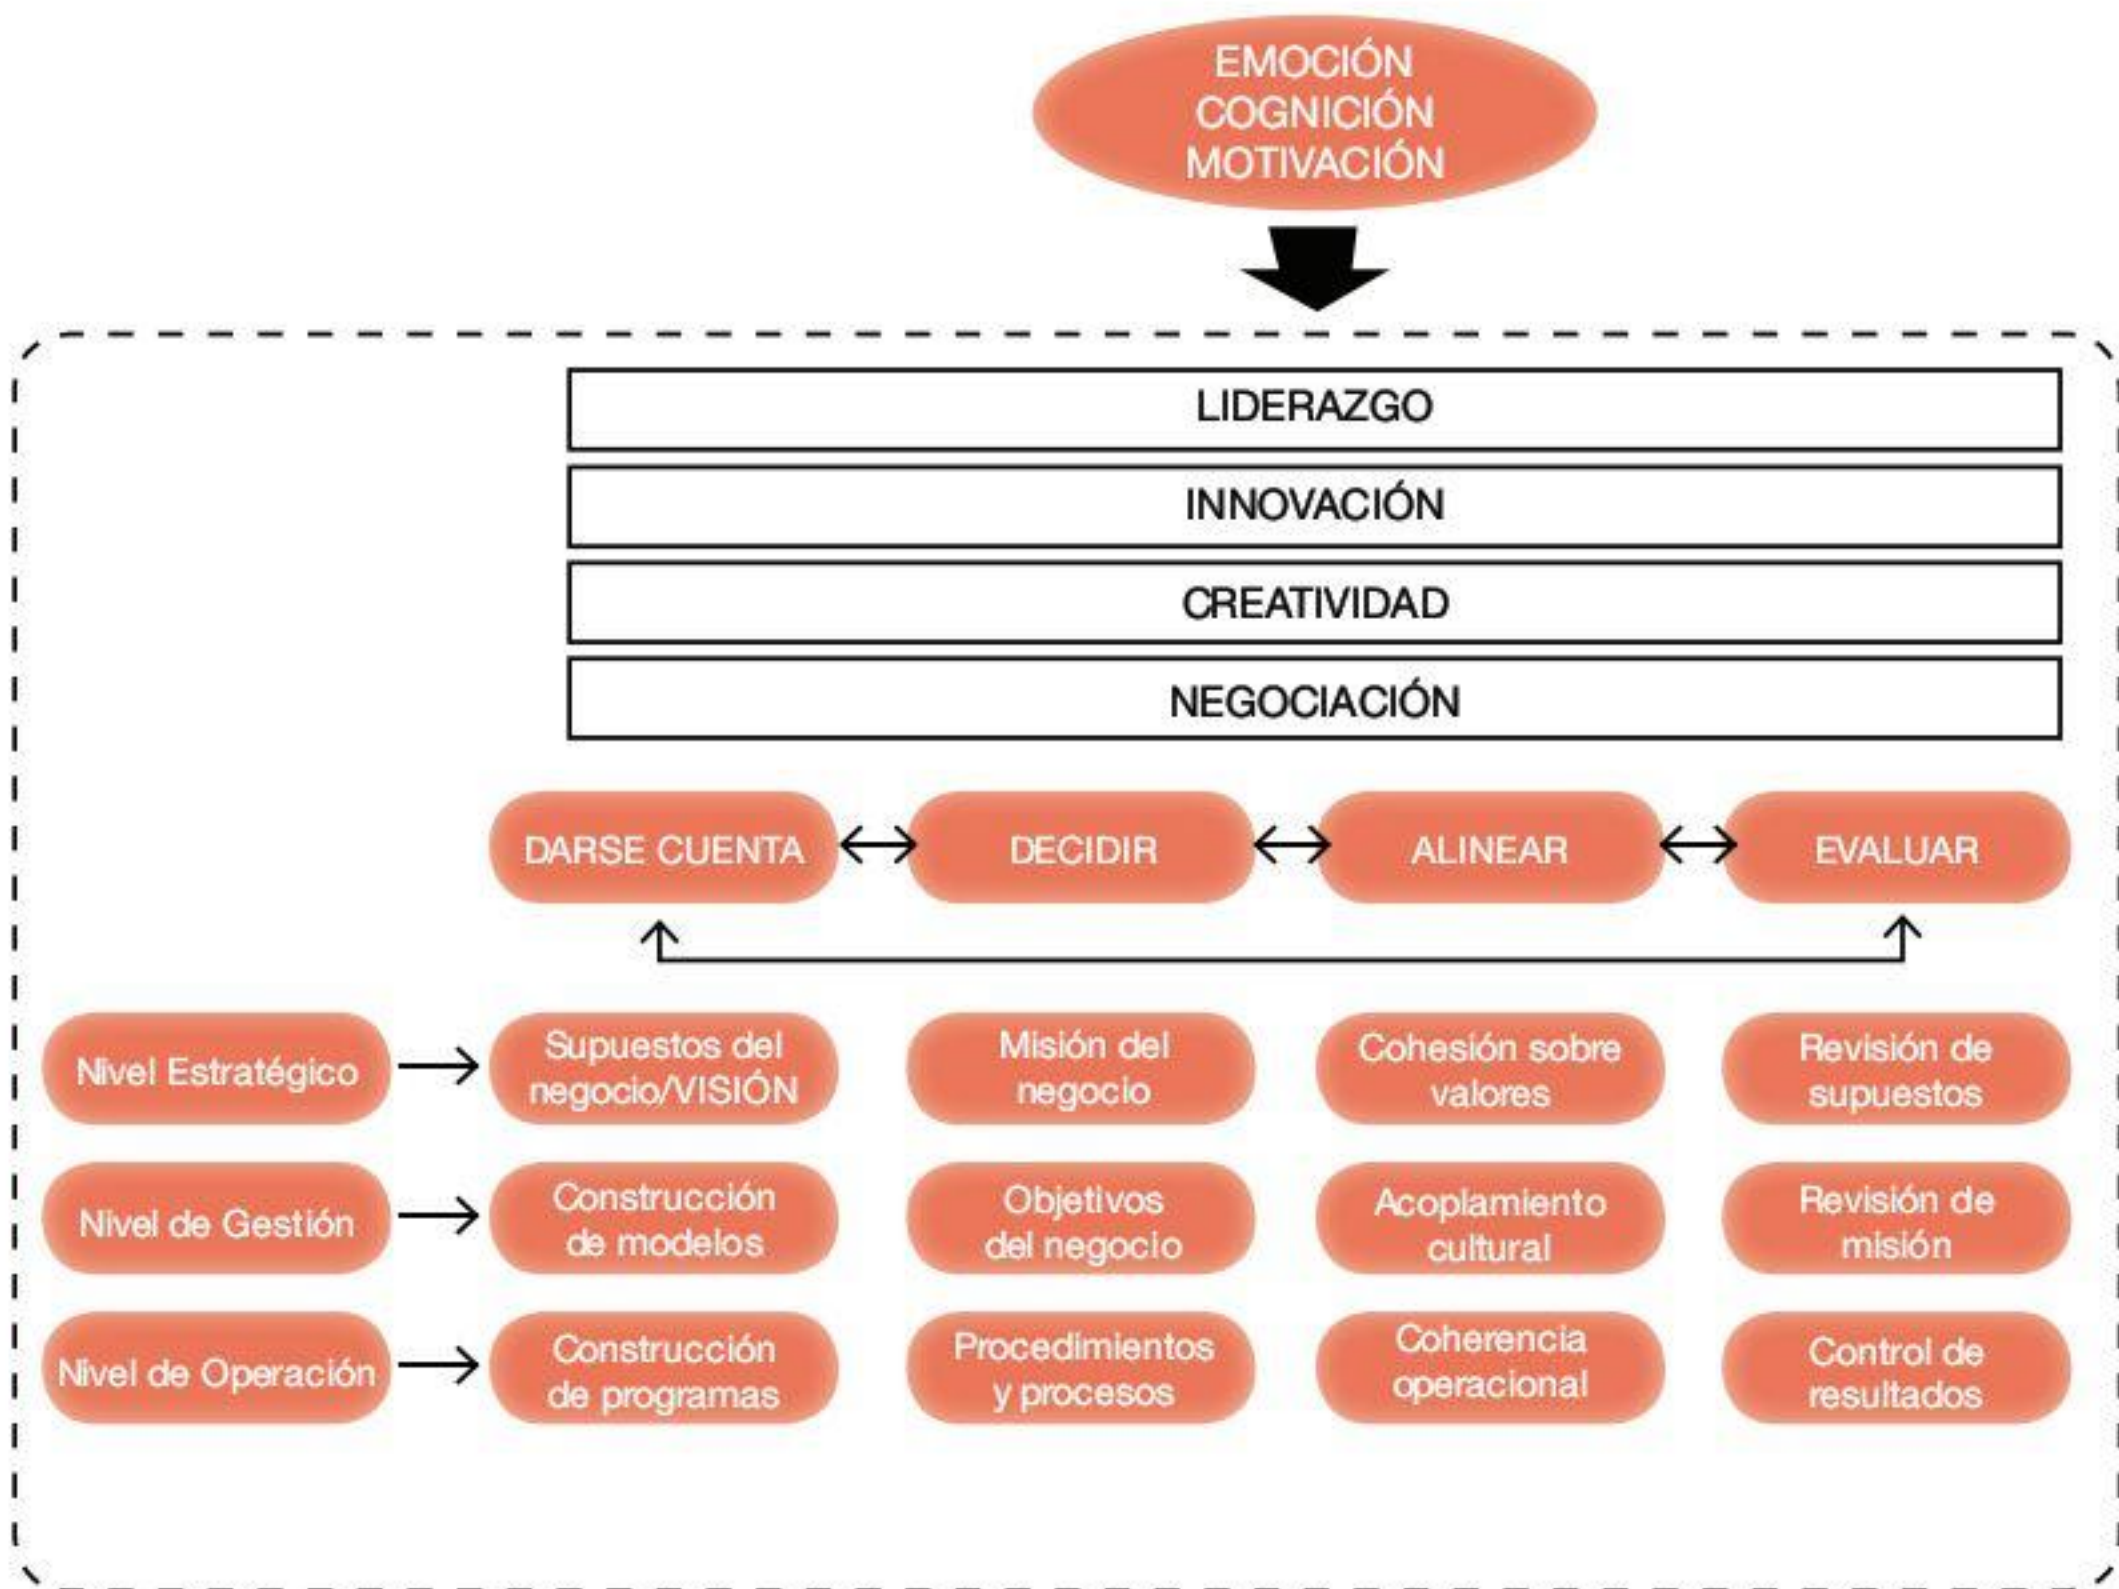 EMOCIÓN
COGNICIÓN
MOTIVACIÓN
LIDERAZGO
INNOVACIÓN
CREATIVIDAD
NEGOCIACIÓN
DARSE CUENTA
DECIDIR
ALINEAR
EVALUAR
Nivel Estratégico
Supuestos del
negocio/VISIÓN
Misión del
negocio
Cohesión sobre
valores
Revisión de
supuestos
Nivel de Gestión
Construcción
de modelos
Objetivos
del negocio
Acoplamiento
cultural
Revisión de
misión
Nivel de Operación
Construcción
de programas
Procedimientos
y procesos
Coherencia
operacional
Control de
resultados